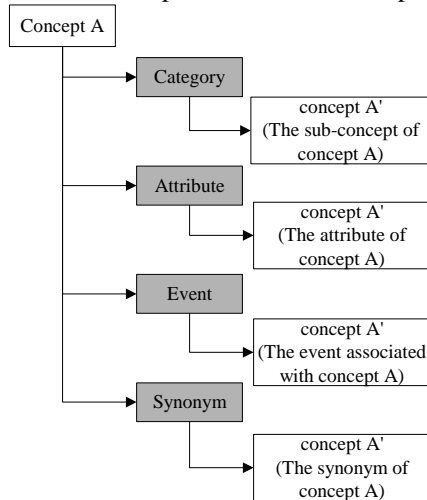 Concept A
Category
concept A'
(The sub-concept of
concept A)
Attribute
concept A'
(The attribute of
concept A)
Event
concept A'
(The event associated
with concept A)
Synonym
concept A'
(The synonym of
concept A)